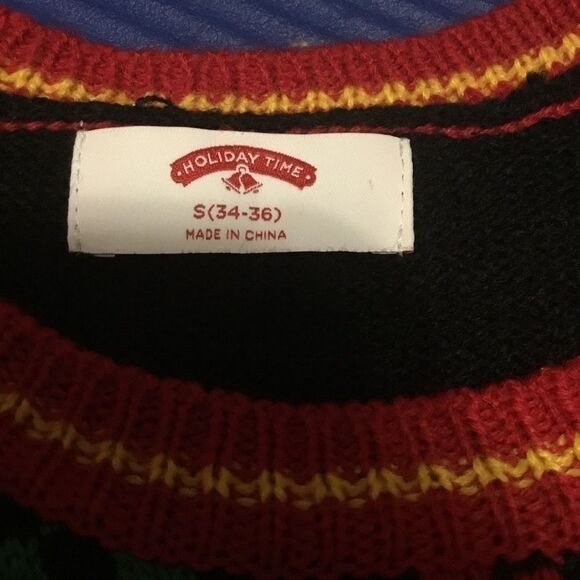 ·HOLIDAY TIME·
S(34-36)
MADE IN CHINA